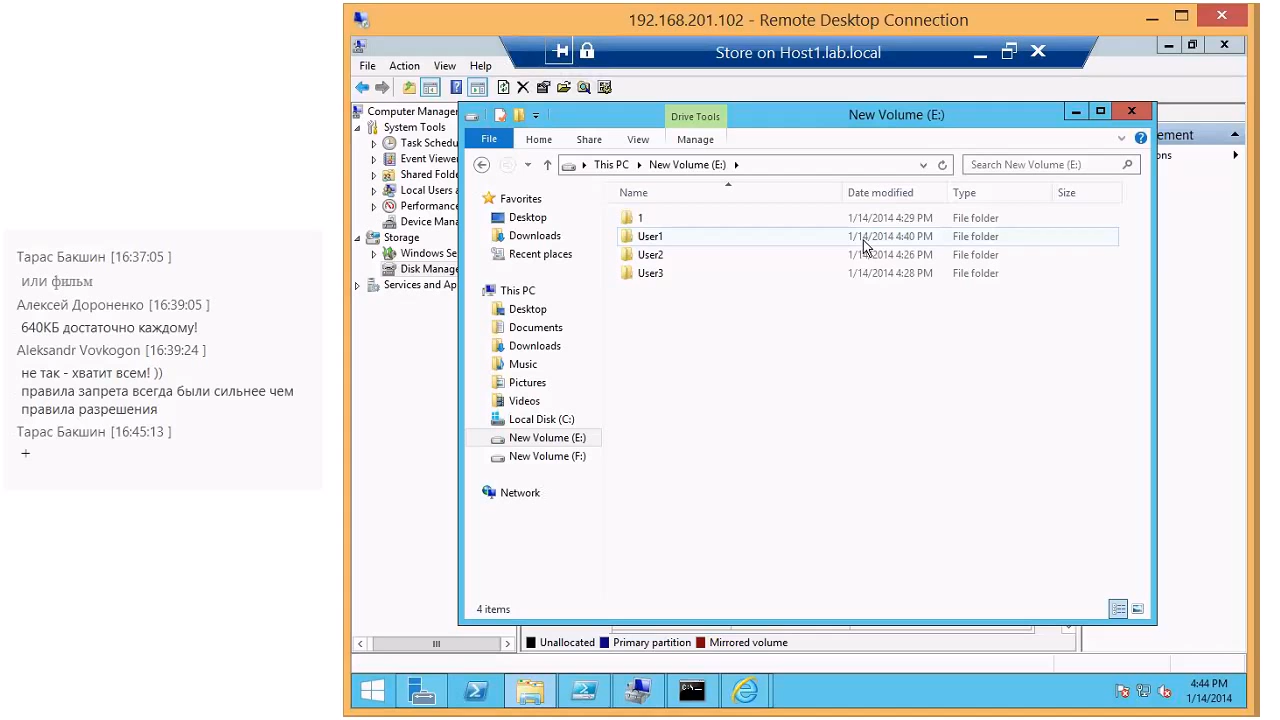 Тарас Бакшин [16:37:05 ]
или фильм
Алексей Дороненко [16:39:05 ]
640КБ достаточно каждому!
Aleksandr Vovkogon [16:39:24 ]
не так - хватит всем! ))
правила запрета всегда были сильнее чем
правила разрешения
Тарас Бакшин [16:45:13 ]
+
192.168.201.102 - Remote Desktop Connection
Store on Host1.lab.local
File Action View Help
Computer Manag
System Tools
Task Schedu
Event Viewe
Shared Folde
Local Users a
Performance
Device Mana
Storage
Windows Se
Disk Manage
Services and Ap
Drive Tools
New Volume (E:)
File Home Share View Manage
This PC New Volume (E:)
Search New Volume (E:)
Favorites
Desktop
Downloads
Recent places
This PC
Desktop
Documents
Downloads
Music
Pictures
Videos
Local Disk (C:)
New Volume (E:)
New Volume (F:)
Network
Name Date modified Type Size
1 1/14/2014 4:29 PM File folder
User1 1/14/2014 4:40 PM File folder
User2 1/14/2014 4:26 PM File folder
User3 1/14/2014 4:28 PM File folder
4 items
ement
ons
Unallocated Primary partition Mirrored volume
4:44 PM
1/14/2014